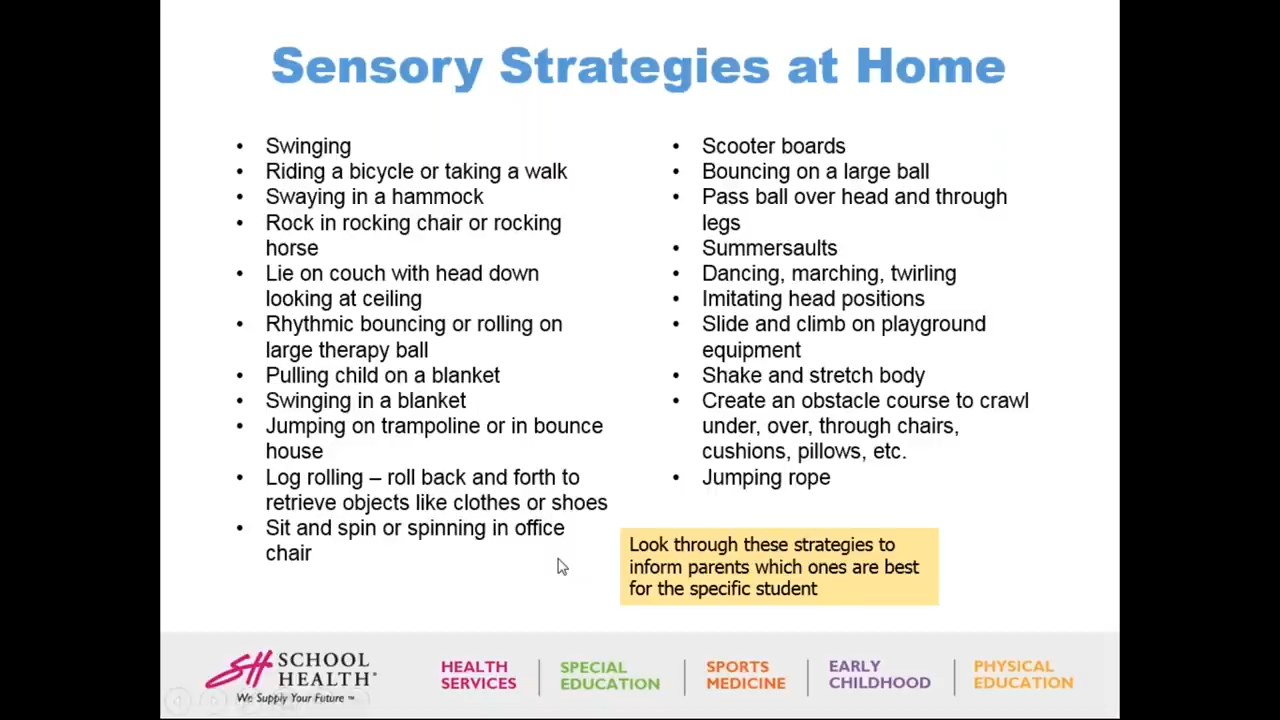 Sensory Strategies at Home
• Swinging
• Riding a bicycle or taking a walk
• Swaying in a hammock
• Rock in rocking chair or rocking
horse
• Lie on couch with head down
looking at ceiling
• Rhythmic bouncing or rolling on
large therapy ball
• Pulling child on a blanket
• Swinging in a blanket
• Jumping on trampoline or in bounce
house
• Log rolling – roll back and forth to
retrieve objects like clothes or shoes
• Sit and spin or spinning in office
chair
• Scooter boards
• Bouncing on a large ball
• Pass ball over head and through
legs
• Summersaults
• Dancing, marching, twirling
• Imitating head positions
• Slide and climb on playground
equipment
• Shake and stretch body
• Create an obstacle course to crawl
under, over, through chairs,
cushions, pillows, etc.
• Jumping rope
Look through these strategies to
inform parents which ones are best
for the specific student
SH SCHOOL
HEALTH®
We Supply Your Future ™
HEALTH
SERVICES
SPECIAL
EDUCATION
SPORTS
MEDICINE
EARLY
CHILDHOOD
PHYSICAL
EDUCATION